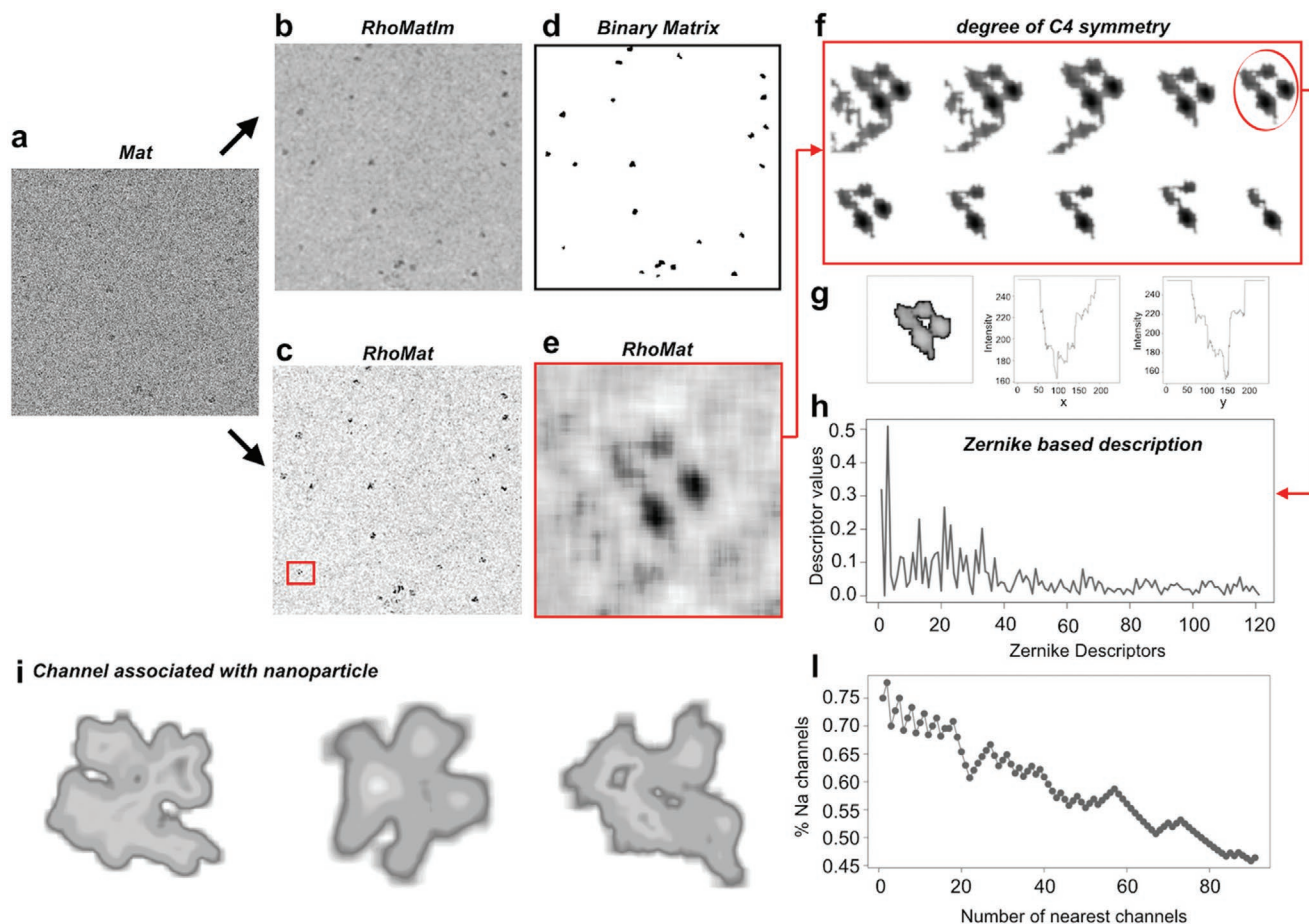 a
Mat
b
RhoMatIm
c
RhoMat
d
Binary Matrix
e
RhoMat
f
degree of C4 symmetry
g
Intensity
240
220
200
180
160
0 50 100 150 200
x
Intensity
240
220
200
180
160
0 50 100 150 200
y
h
Zernike based description
Descriptor values
0.5
0.4
0.3
0.1
0.0
0 20 40 60 80 100 120
Zernike Descriptors
i Channel associated with nanoparticle
l
% Na channels
0.75
0.70
0.65
0.60
0.55
0.50
0.45
0 20 40 60 80
Number of nearest channels